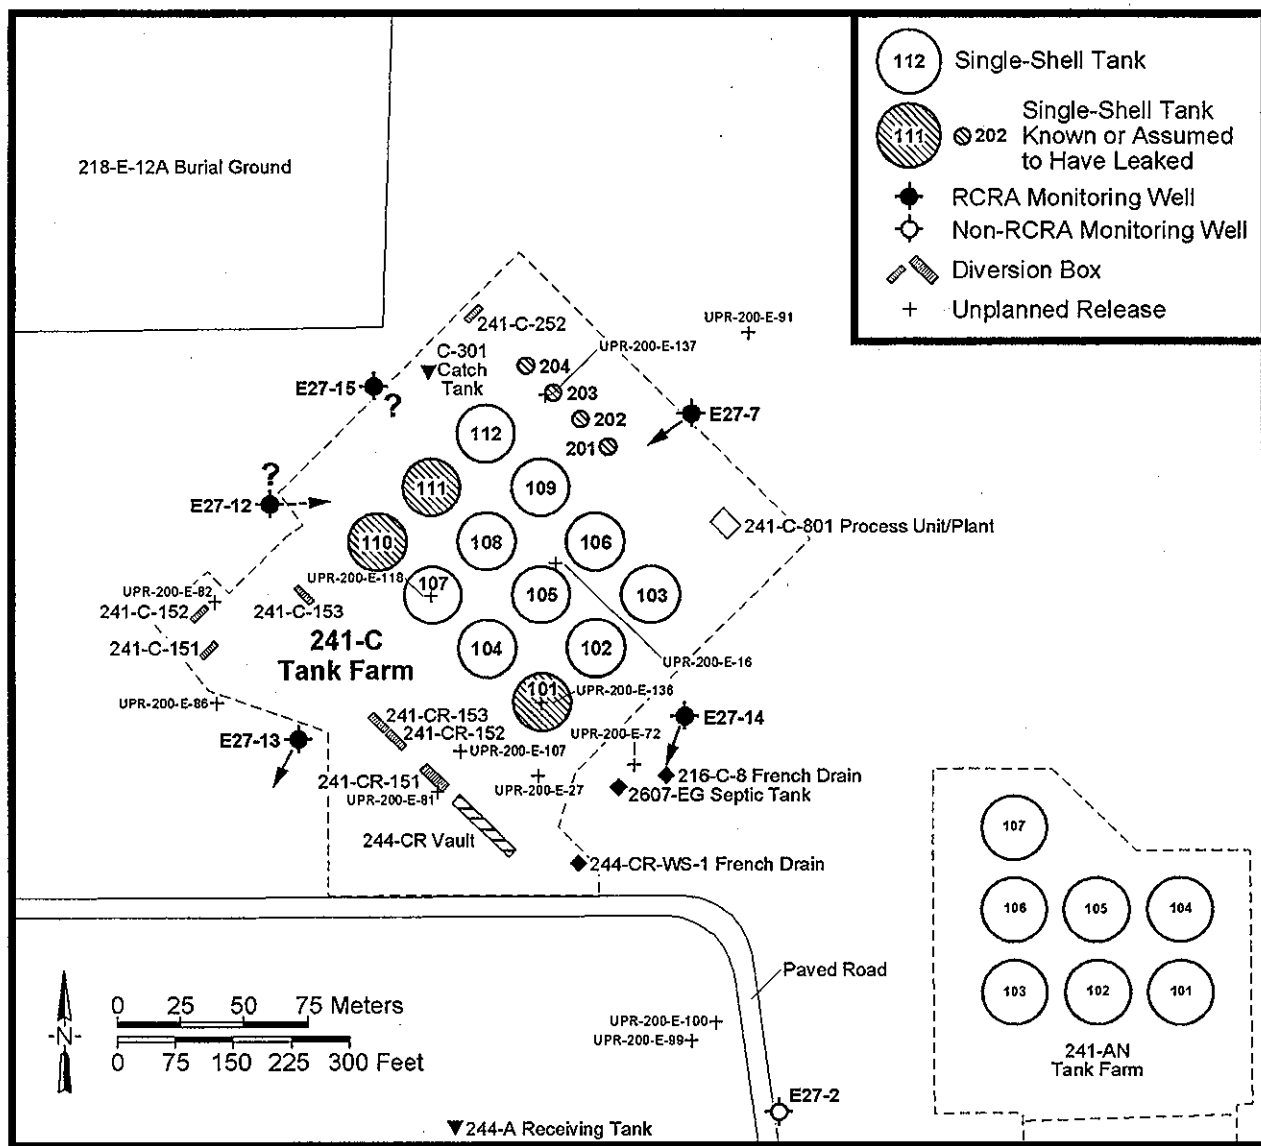 112
Single-Shell Tank
111
202
Single-Shell Tank
Known or Assumed
to Have Leaked
RCRA Monitoring Well
Non-RCRA Monitoring Well
Diversion Box
Unplanned Release
218-E-12A Burial Ground
241-C-252
UPR-200-E-91
UPR-200-E-137
C-301
Catch
Tank
204
E27-15
?
203
202
201
E27-7
112
111
109
?
E27-12
241-C-801 Process Unit/Plant
110
108
106
UPR-200-E-118
107
105
103
UPR-200-E-82
241-C-152
241-C-153
241-C-151
241-C
Tank Farm
104
102
UPR-200-E-16
101
UPR-200-E-136
UPR-200-E-86
E27-13
241-CR-153
241-CR-152
E27-14
UPR-200-E-72
UPR-200-E-107
241-CR-151
UPR-200-E-81
UPR-200-E-27
216-C-8 French Drain
2607-EG Septic Tank
244-CR Vault
244-CR-WS-1 French Drain
107
106
105
104
103
102
101
241-AN
Tank Farm
Paved Road
N
0 25 50 75 Meters
0 75 150 225 300 Feet
UPR-200-E-100
UPR-200-E-99
E27-2
244-A Receiving Tank